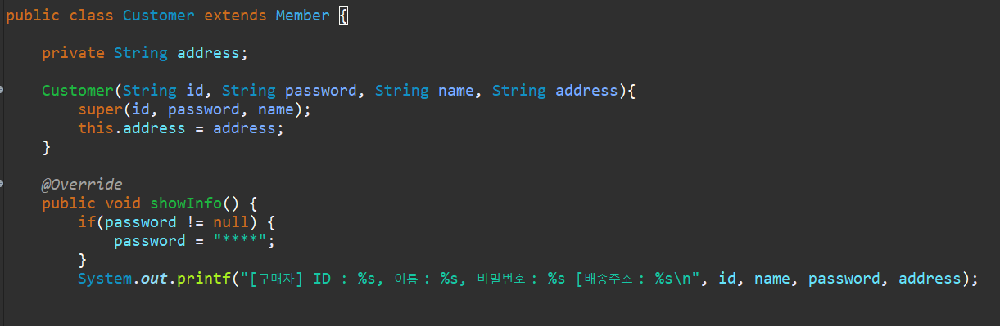 public class Customer extends Member {
private String address;
Customer(String id, String password, String name, String address){
super(id, password, name);
this.address = address;
}
@Override
public void showInfo() {
if(password != null) {
password = "****";
}
System.out.printf("[구매자] ID : %s, 이름 : %s, 비밀번호 : %s [배송주소 : %s\n", id, name, password, address);